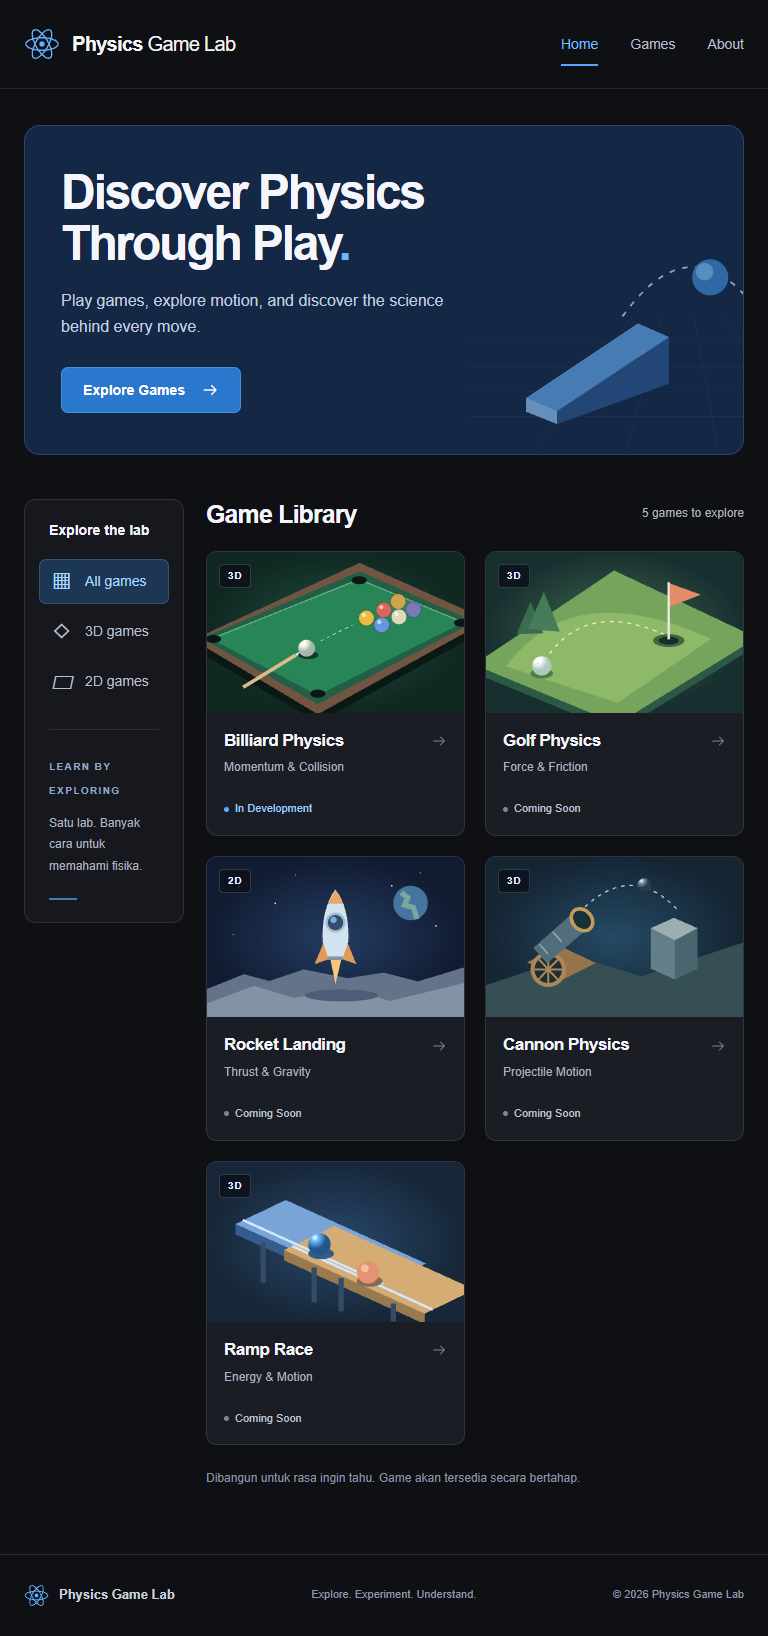 Physics Game Lab
Home
Games
About
Discover Physics
Through Play.
Play games, explore motion, and discover the science
behind every move.
Explore Games
Explore the lab
All games
3D games
2D games
LEARN BY
EXPLORING
Satu lab. Banyak
cara untuk
memahami fisika.
Game Library
5 games to explore
3D
Billiard Physics
Momentum & Collision
In Development
3D
Golf Physics
Force & Friction
Coming Soon
2D
Rocket Landing
Thrust & Gravity
Coming Soon
3D
Cannon Physics
Projectile Motion
Coming Soon
3D
Ramp Race
Energy & Motion
Coming Soon
Dibangun untuk rasa ingin tahu. Game akan tersedia secara bertahap.
Physics Game Lab
Explore. Experiment. Understand.
© 2026 Physics Game Lab